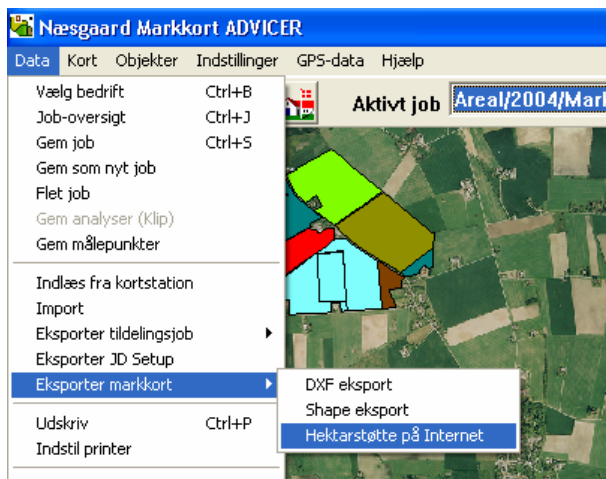 Næsgaard Markkort ADVICER
Data Kort Objekter Indstillinger GPS-data Hjælp
Aktivt job Areal/2004/Mark
Vælg bedrift Ctrl+B
Job-oversigt Ctrl+J
Gem job Ctrl+S
Gem som nyt job
Flet job
Gem analyser (Klip)
Gem målepunkter
Indlæs fra kortstation
Import
Eksporter tildelingsjob
Eksporter JD Setup
Eksporter markkort
DXF eksport
Shape eksport
Hektarstøtte på Internet
Udskriv Ctrl+P
Indstil printer